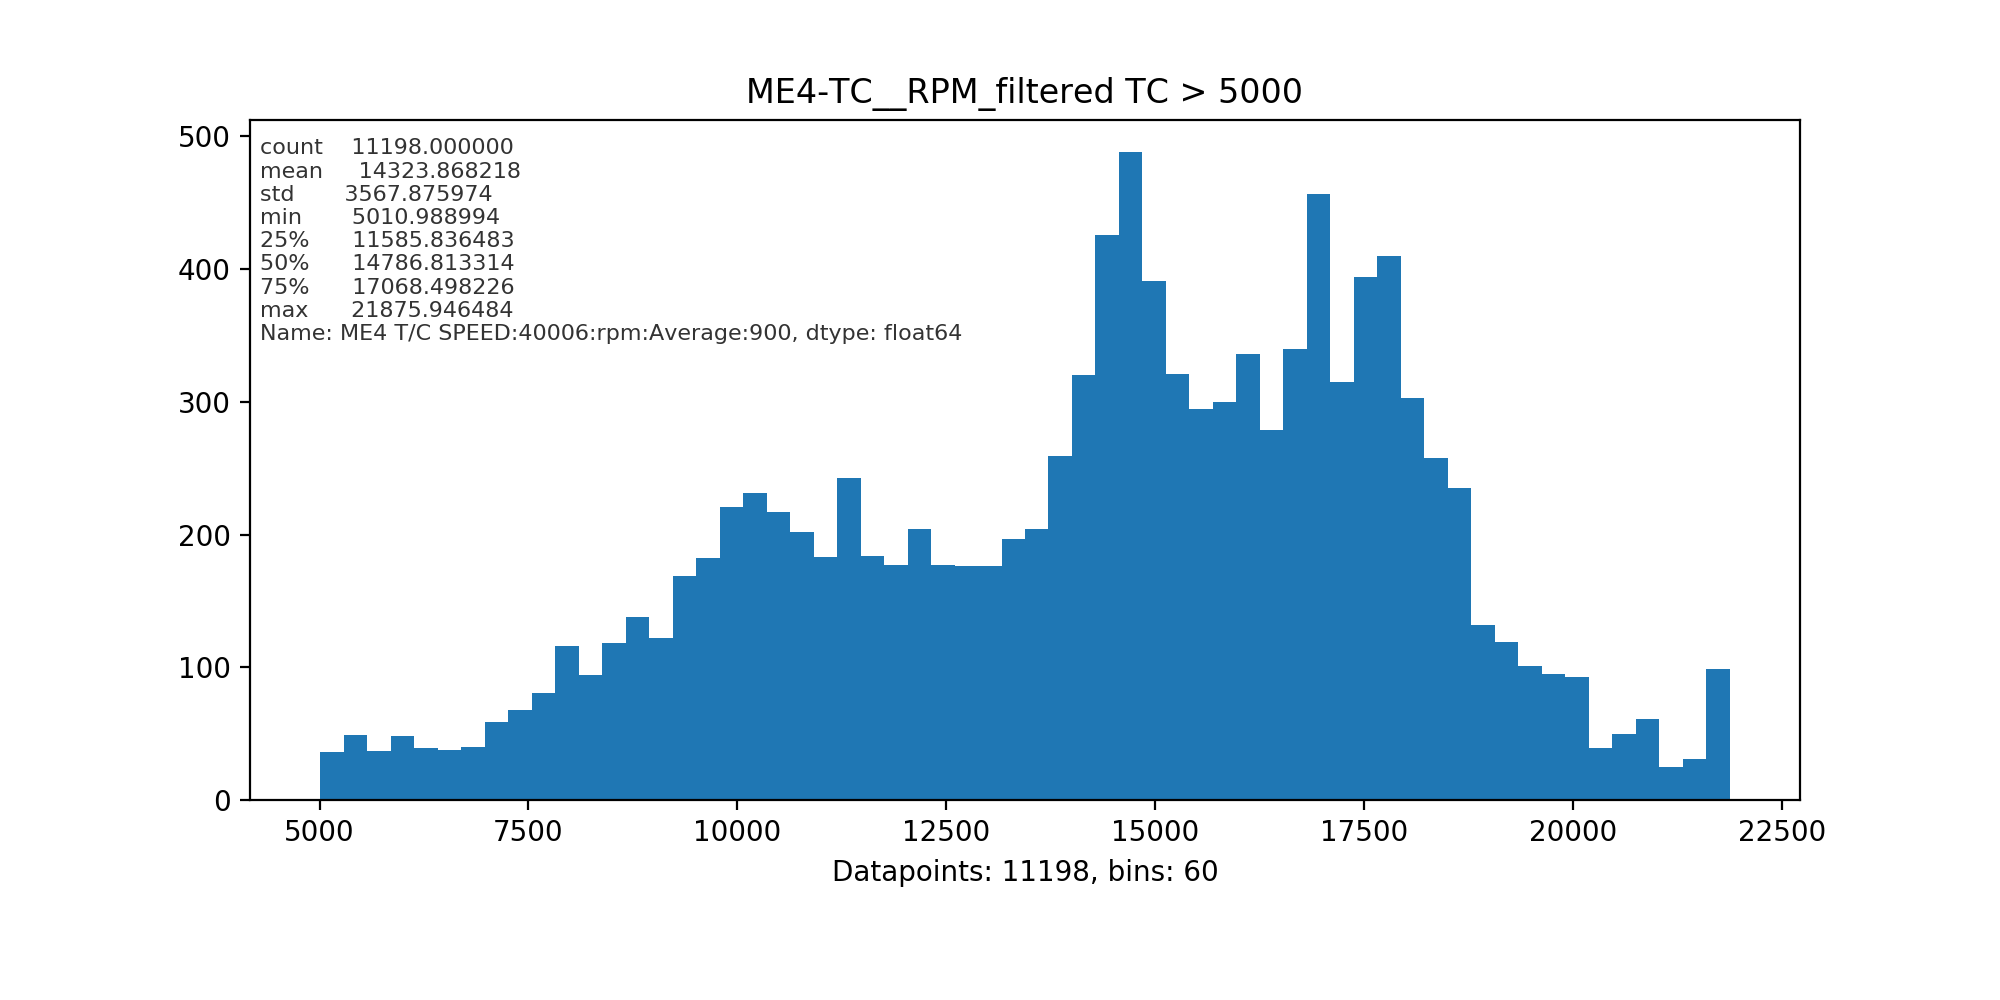 ME4-TC__RPM_filtered TC > 5000
500
400
300
200
100
0
count 11198.000000
mean 14323.868218
std 3567.875974
min 5010.988994
25% 11585.836483
50% 14786.813314
75% 17068.498226
max 21875.946484
Name: ME4 T/C SPEED:40006:rpm:Average:900, dtype: float64
5000 7500 10000 12500 15000 17500 20000 22500
Datapoints: 11198, bins: 60